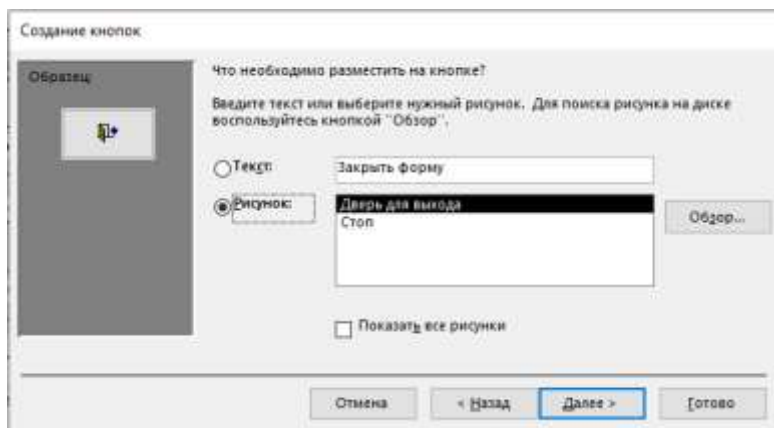 Создание кнопок
Образец:
Что необходимо разместить на кнопке?
Введите текст или выберите нужный рисунок. Для поиска рисунка на диске
воспользуйтесь кнопкой "Обзор".
Текст:
Закрыть форму
Рисунок:
Дверь для выхода
Стоп
Обзор...
Показать все рисунки
Отмена
< Назад
Далее >
Готово